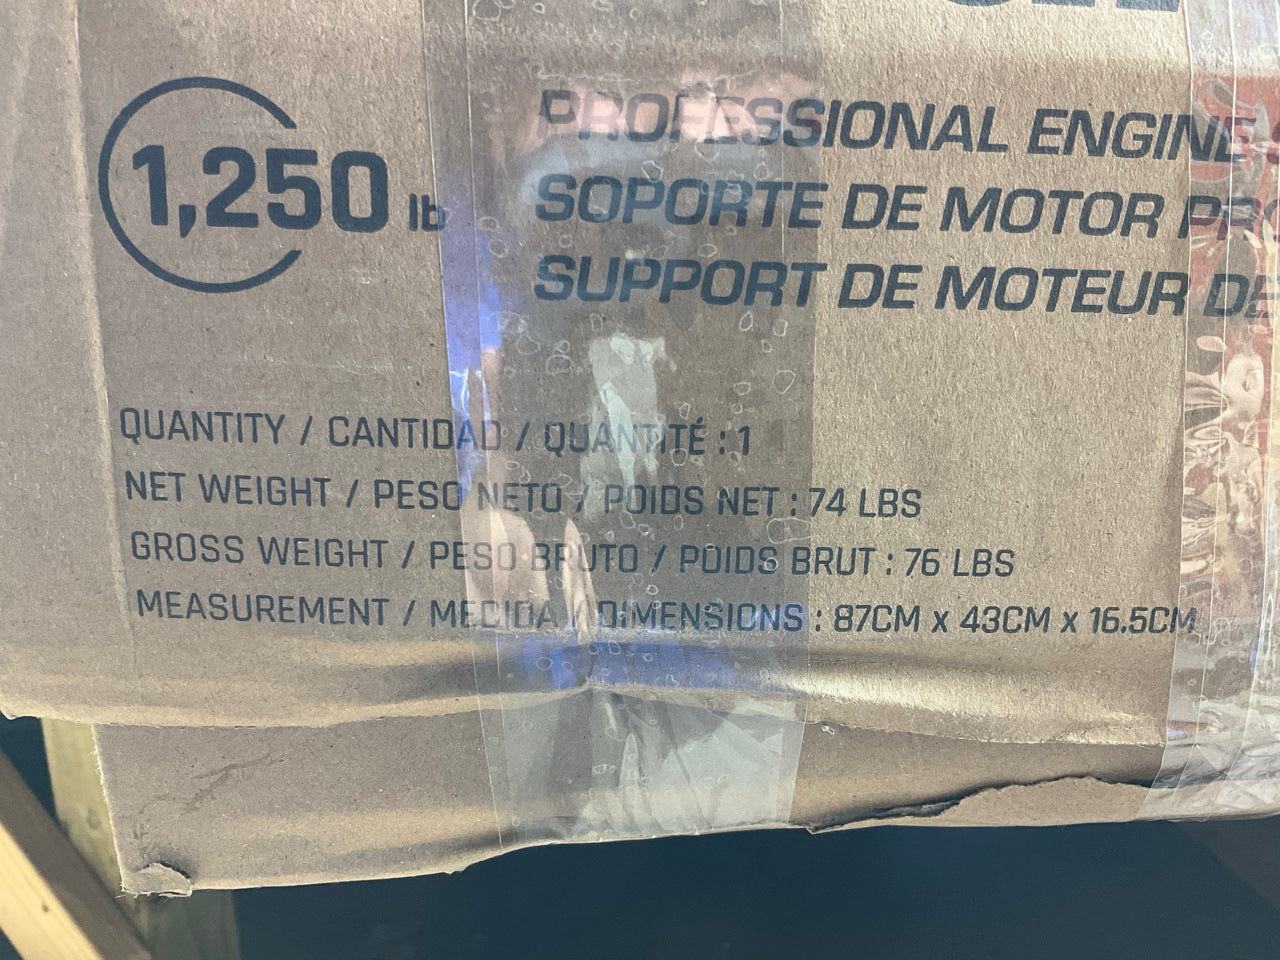 1,250 lb
PROFESSIONAL ENGINE
SOPORTE DE MOTOR
SUPPORT DE MOTEUR DE
QUANTITY / CANTIDAD / QUANTITÉ : 1
NET WEIGHT / PESO NETO / POIDS NET : 74 LBS
GROSS WEIGHT / PESO BRUTO / POIDS BRUT : 76 LBS
MEASUREMENT / MEDIDA / DIMENSIONS : 87CM x 43CM x 16.5CM